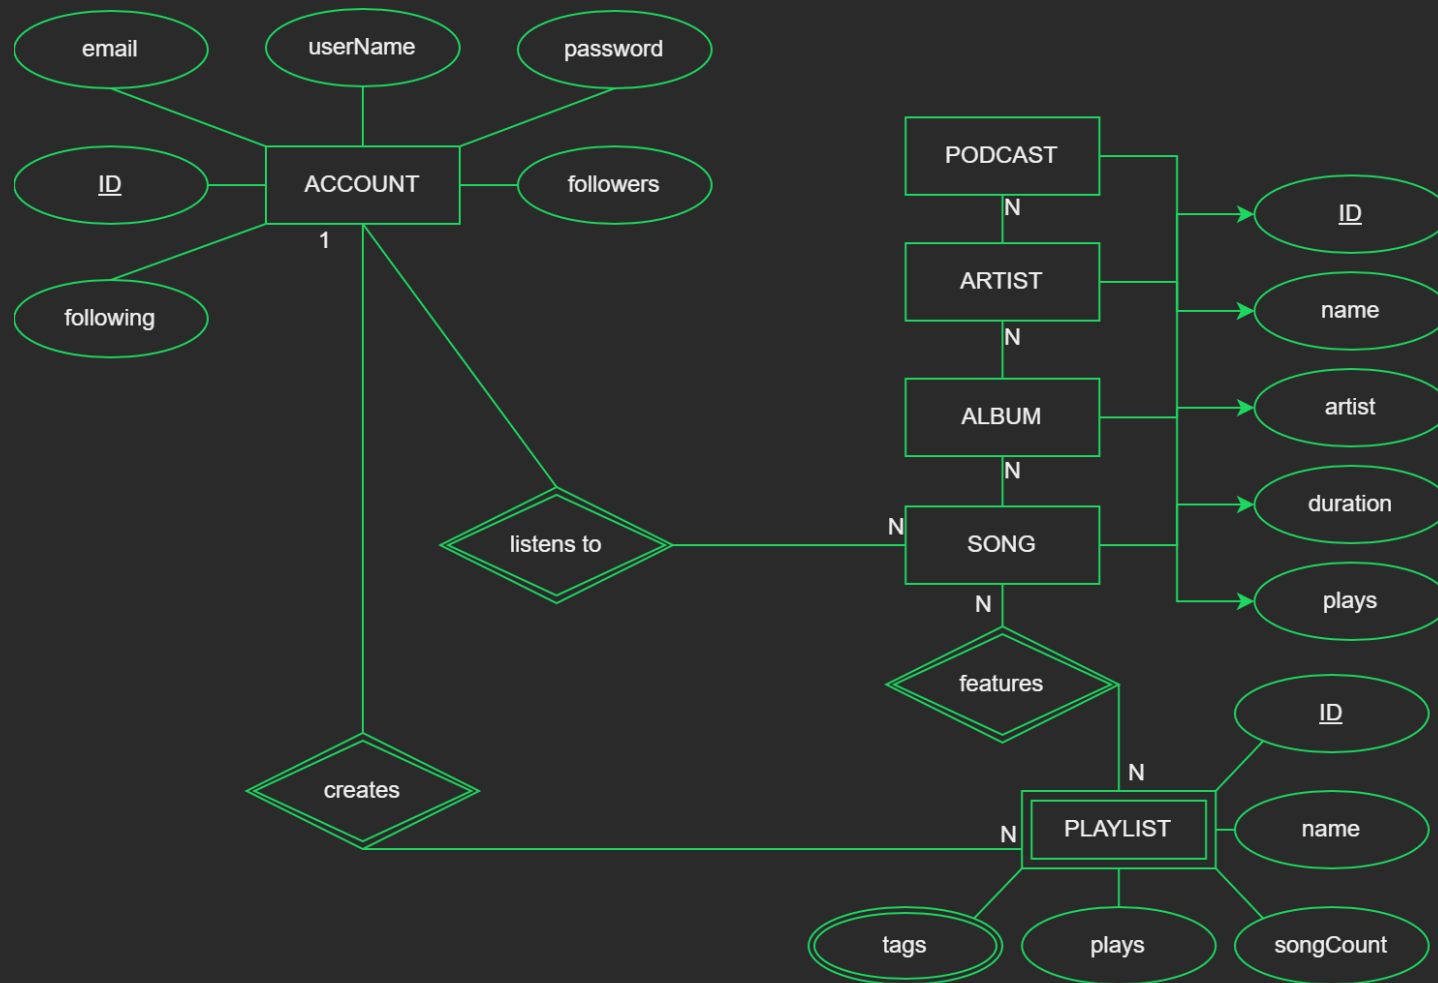 email
userName
password
ID
ACCOUNT
followers
1
following
PODCAST
N
ARTIST
N
ALBUM
N
SONG
ID
name
artist
duration
plays
listens to
N
N
features
N
creates
N
PLAYLIST
ID
name
tags
plays
songCount